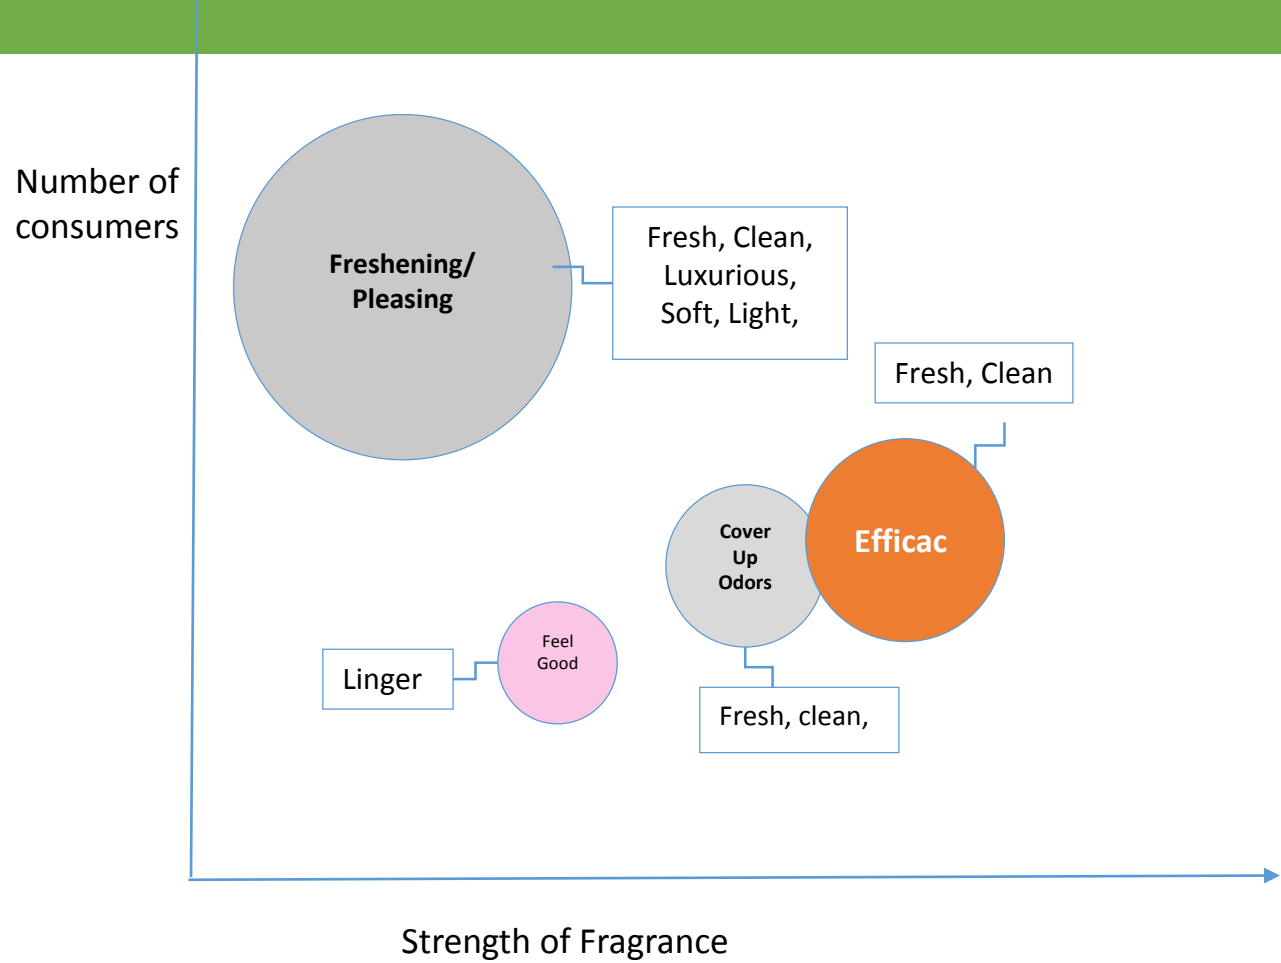 Number of
consumers
Freshening/
Pleasing
Fresh, Clean,
Luxurious,
Soft, Light,
Fresh, Clean
Cover
Up
Odors
Efficac
Feel
Good
Linger
Fresh, clean,
Strength of Fragrance